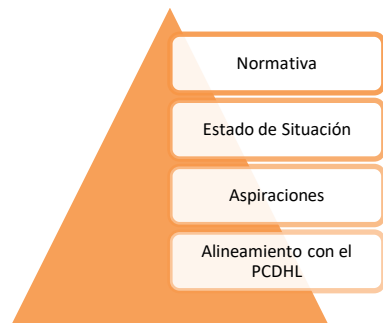 Normativa
Estado de Situación
Aspiraciones
Alineamiento con el
PCDHL